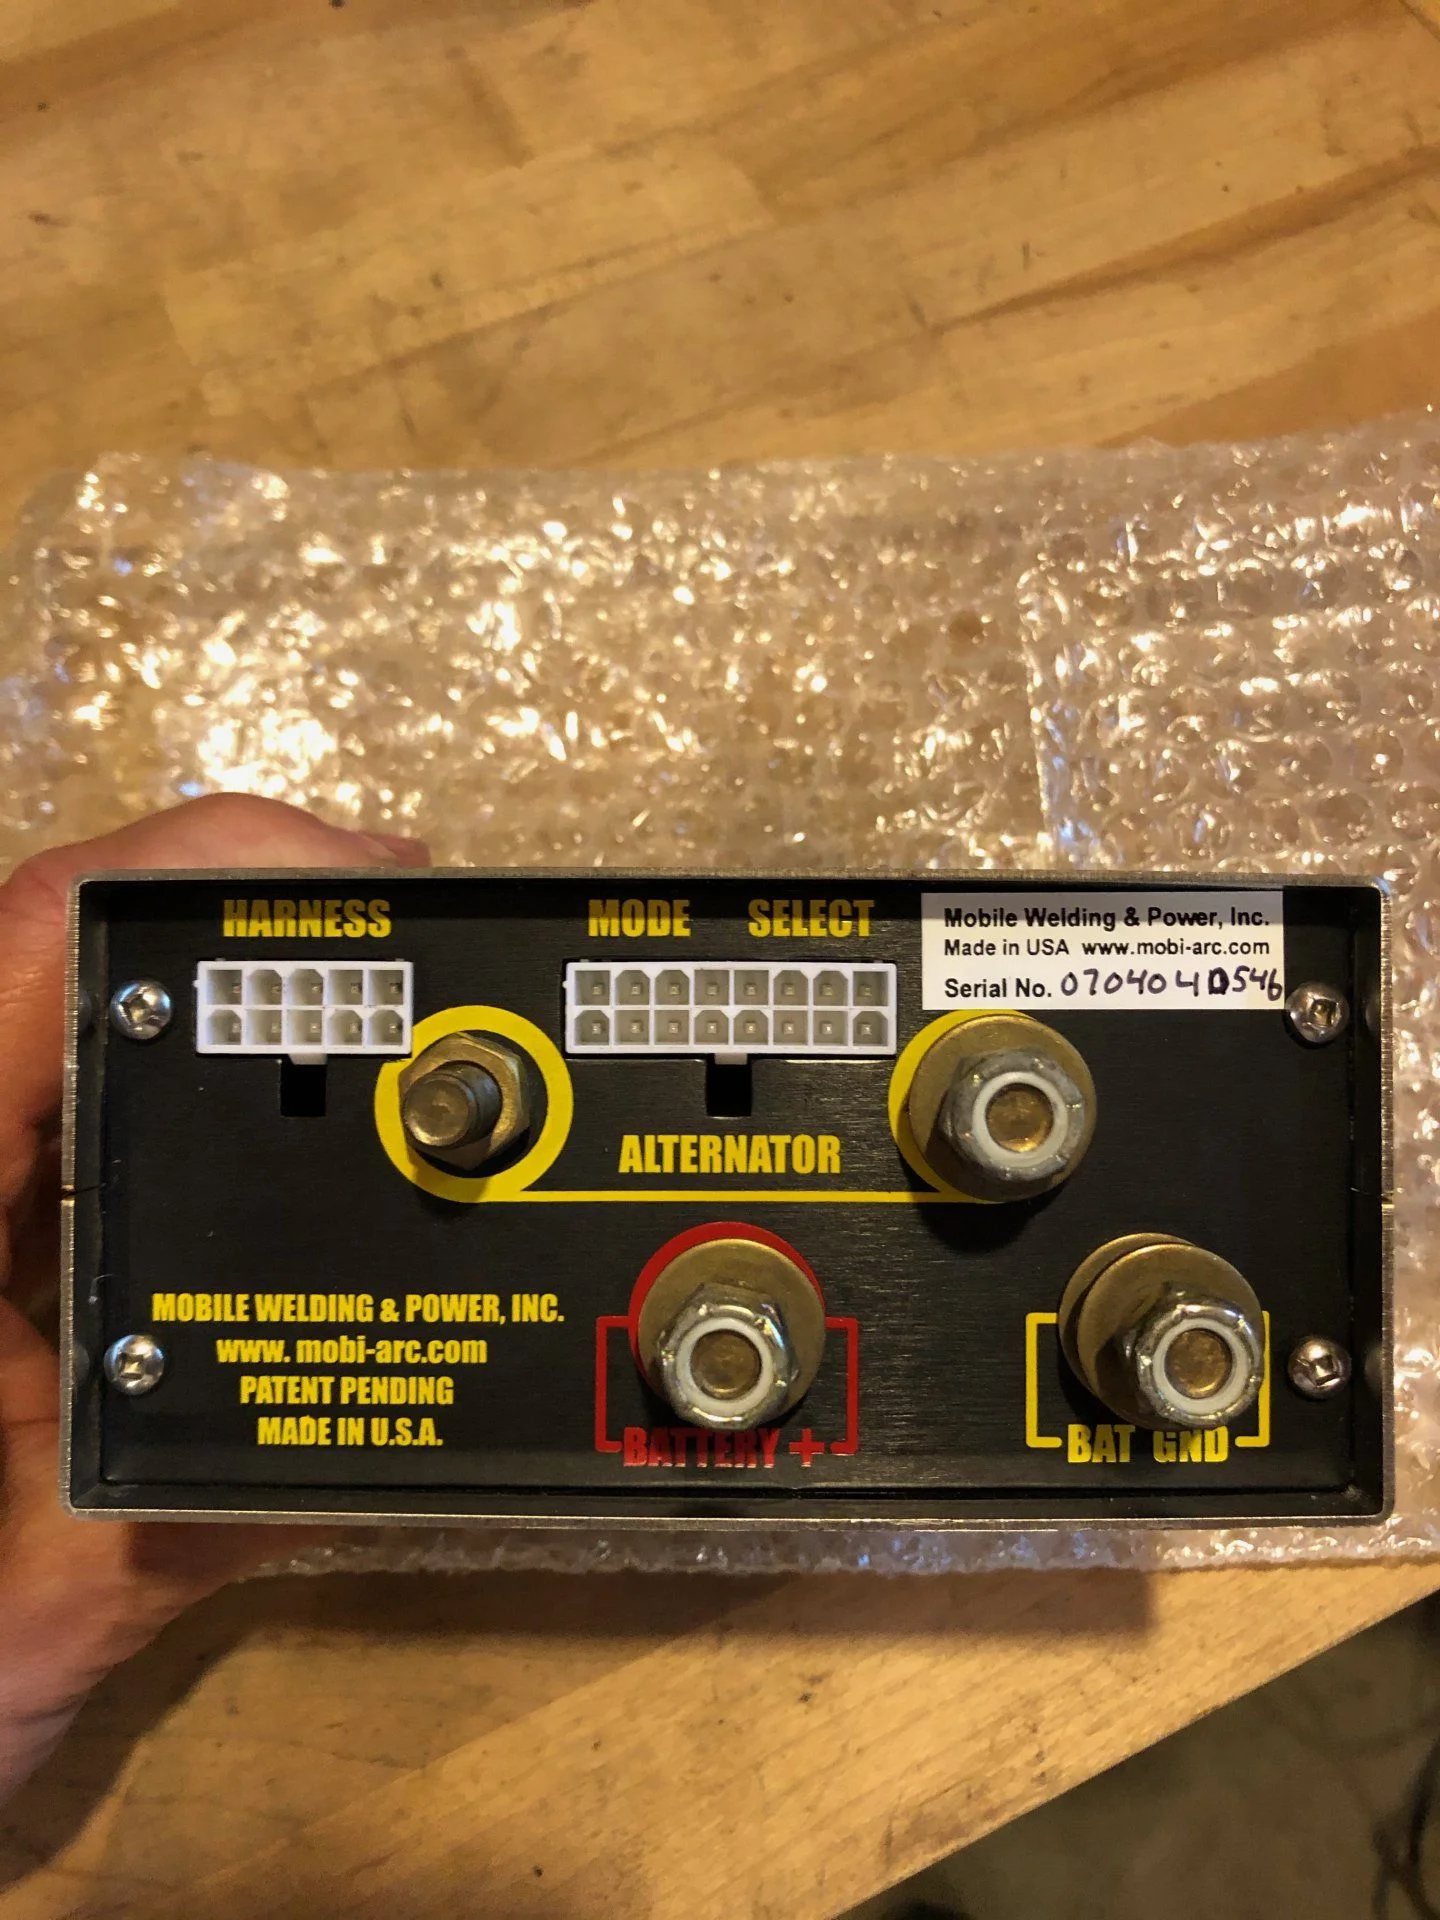 HARNESS
MODE SELECT
Mobile Welding & Power, Inc.
Made in USA www.mobi-arc.com
Serial No. 070404D546
ALTERNATOR
MOBILE WELDING & POWER, INC.
www. mobi-arc.com
PATENT PENDING
MADE IN U.S.A.
BATTERY +
BAT GND